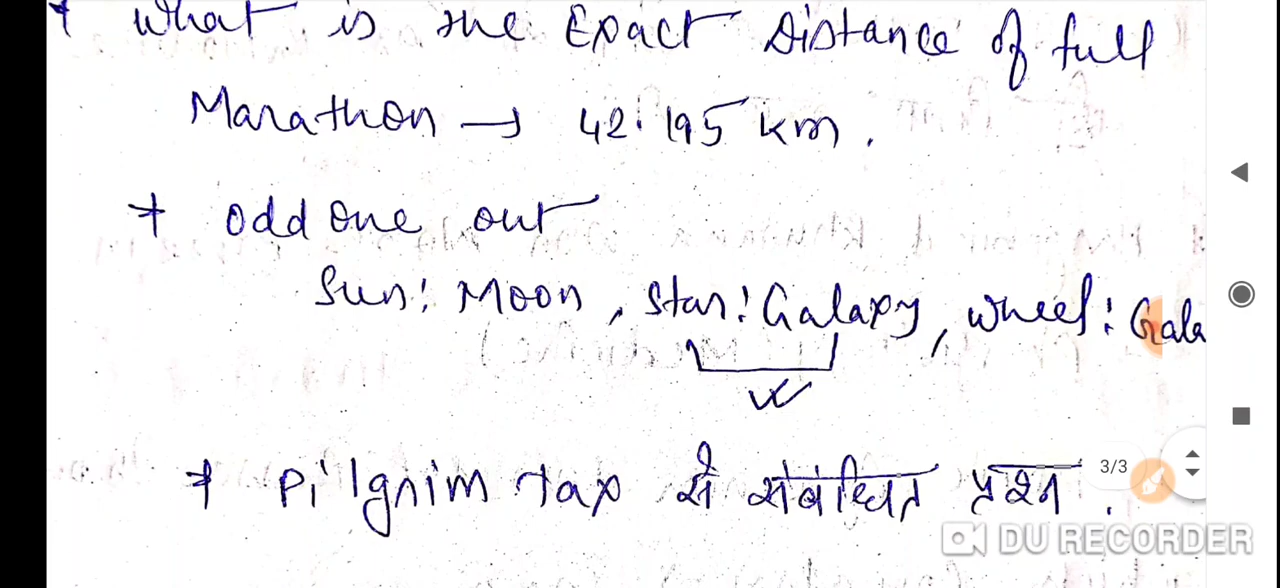 * What is the Exact Distance of full
Marathon → 42.195 km.
* odd one out
Sun: Moon, Star: Galaxy, wheel: Gala
* Pilgrim tax से संबंधित प्रश्न.
3/3
DU RECORDER